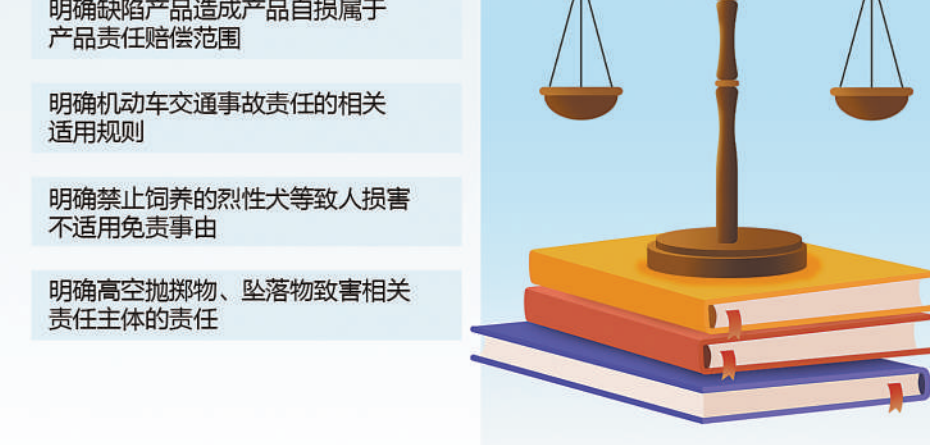 明确缺陷产品造成产品自损属于
产品责任赔偿范围
明确机动车交通事故责任的相关
适用规则
明确禁止饲养的烈性犬等致人损害
不适用免责事由
明确高空抛掷物、坠落物致害相关
责任主体的责任